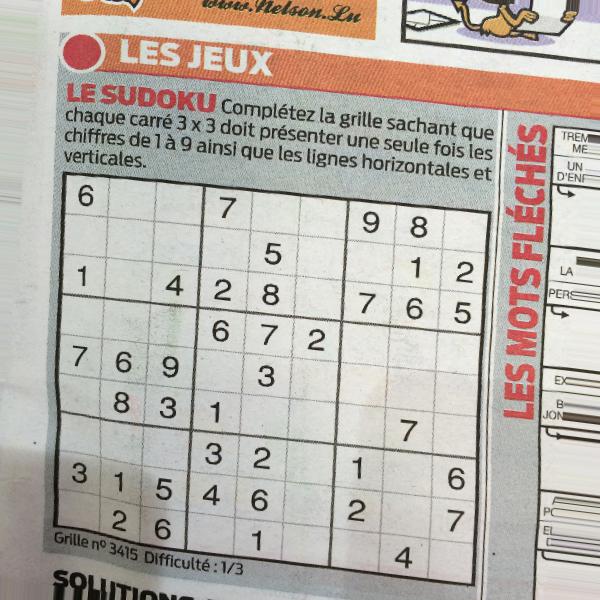 www.Nelson.Lu
LES JEUX
LE SUDOKU Complétez la grille sachant que
chaque carré 3 x 3 doit présenter une seule fois les
chiffres de 1 à 9 ainsi que les lignes horizontales et
verticales.
6 7 9 8
5 1 2
1 4 2 8 7 6 5
6 7 2
7 6 9 3
8 3 1 7
3 2 1 6
3 1 5 4 6 2 7
2 6 1 4
Grille nº 3415 Difficulté : 1/3
SOLUTIONS
LES MOTS FLÉCHÉS
TREM
ME
UN
D'EN
LA
PERS
EX
B
JON
EL